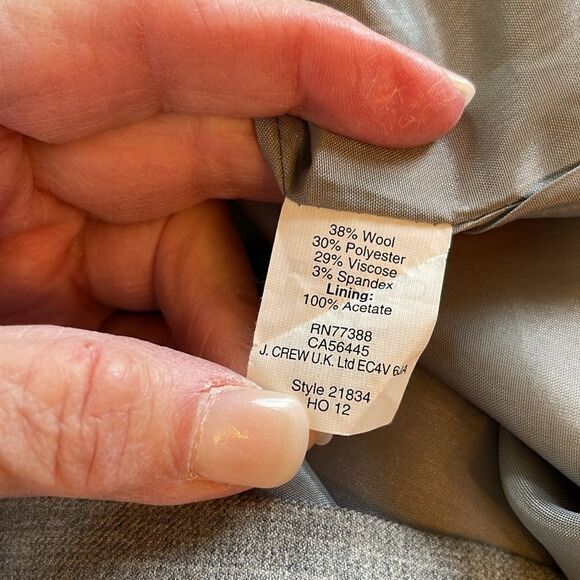 38% Wool
30% Polyester
29% Viscose
3% Spandex
Lining:
100% Acetate
RN77388
CA56445
J. CREW U.K. Ltd EC4V 6JA
Style 21834
HO 12